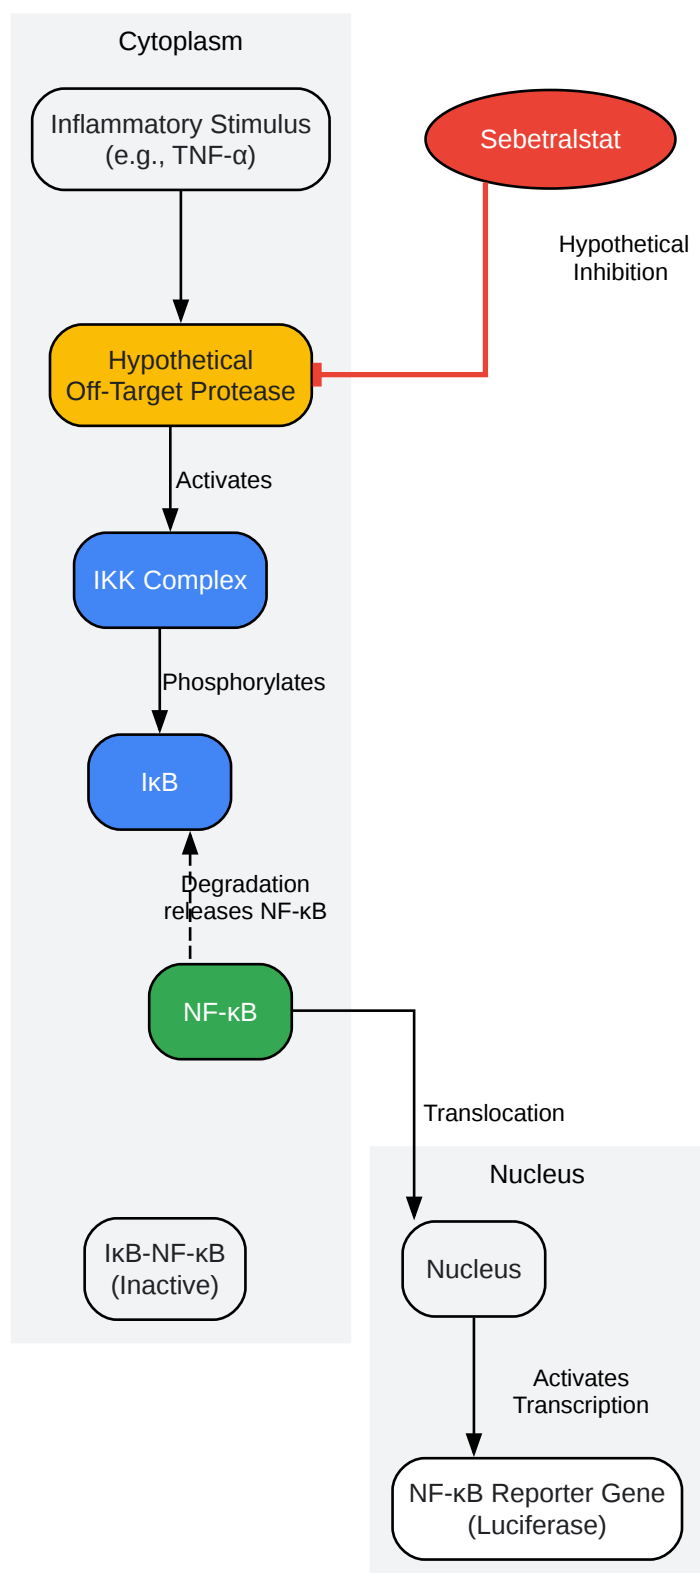 Cytoplasm
Inflammatory Stimulus
(e.g., TNF-α)
Sebetralstat
Hypothetical
Inhibition
Hypothetical
Off-Target Protease
Activates
IKK Complex
Phosphorylates
IκB
Degradation
releases NF-κB
NF-κB
Translocation
Nucleus
IκB-NF-κB
(Inactive)
Nucleus
Activates
Transcription
NF-κB Reporter Gene
(Luciferase)